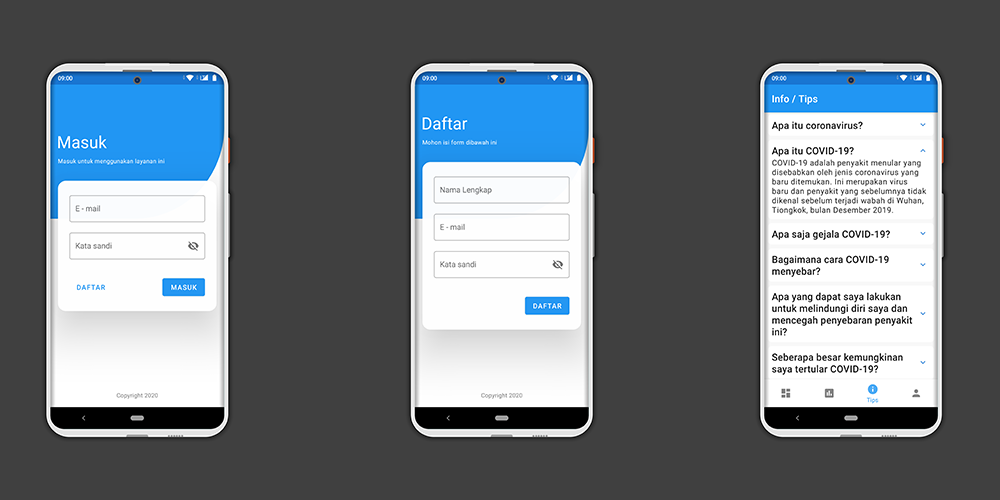 09:00
Masuk
Masuk untuk menggunakan layanan ini
E - mail
Kata sandi
DAFTAR
MASUK
Copyright 2020
09:00
Daftar
Mohon isi form dibawah ini
Nama Lengkap
E - mail
Kata sandi
DAFTAR
Copyright 2020
09:00
Info / Tips
Apa itu coronavirus?
Apa itu COVID-19?
COVID-19 adalah penyakit menular yang
disebabkan oleh jenis coronavirus yang
baru ditemukan. Ini merupakan virus
baru dan penyakit yang sebelumnya tidak
dikenal sebelum terjadi wabah di Wuhan,
Tiongkok, bulan Desember 2019.
Apa saja gejala COVID-19?
Bagaimana cara COVID-19
menyebar?
Apa yang dapat saya lakukan
untuk melindungi diri saya dan
mencegah penyebaran penyakit
ini?
Seberapa besar kemungkinan
saya tertular COVID-19?
Tips